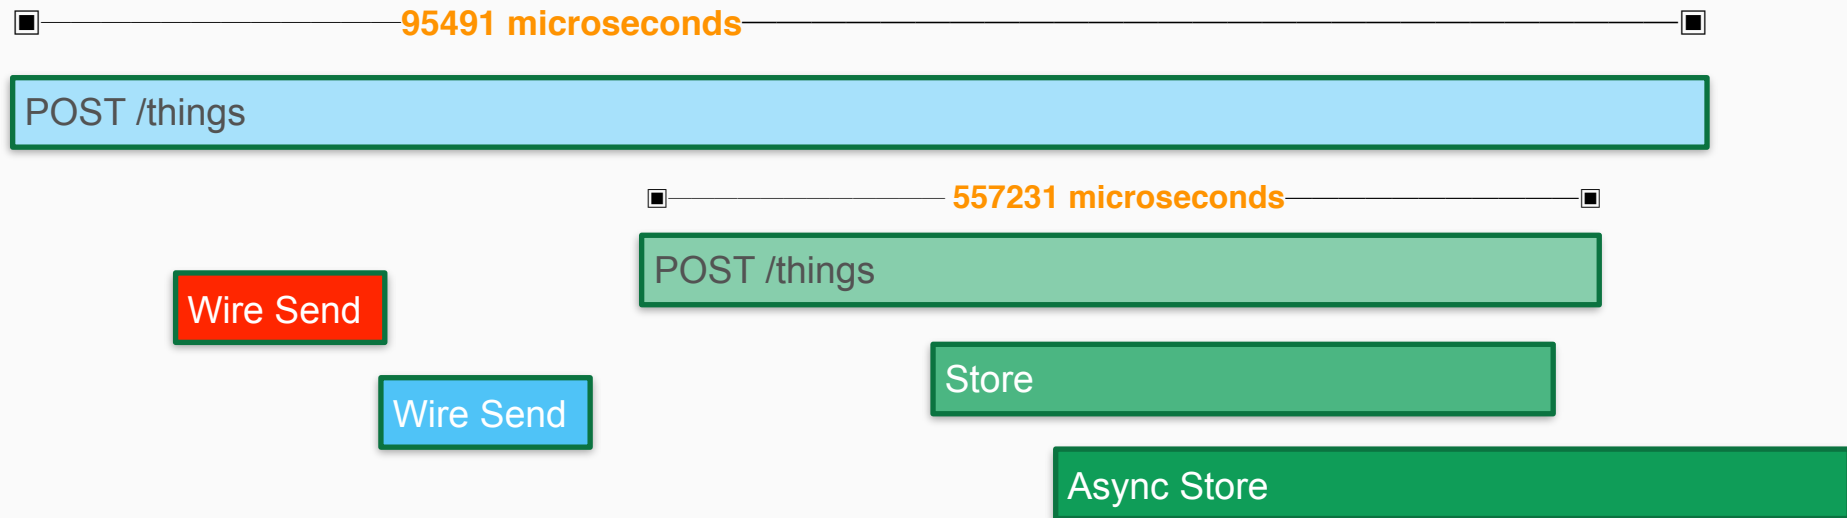 95491 microseconds
POST /things
557231 microseconds
POST /things
Wire Send
Store
Wire Send
Async Store